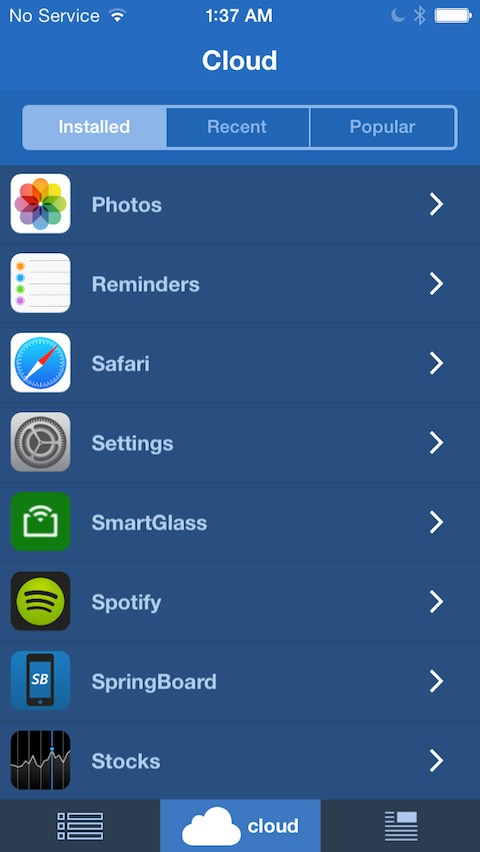 No Service 1:37 AM
Cloud
Installed Recent Popular
Photos
Reminders
Safari
Settings
SmartGlass
Spotify
SB SpringBoard
Stocks
cloud